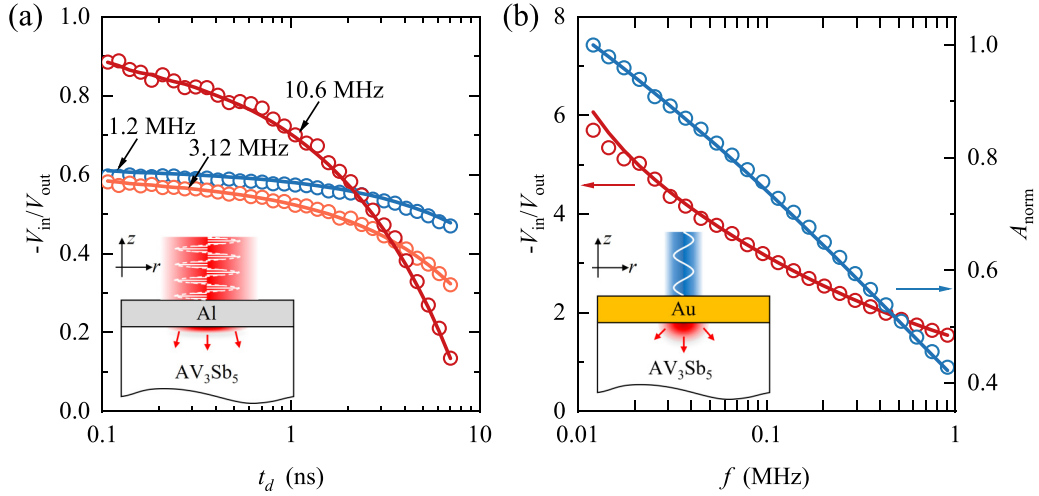 (a)
1.0
0.8
0.6
0.4
0.2
0.0
-V_in/V_out
10.6 MHz
1.2 MHz
3.12 MHz
z
r
Al
AV₃Sb₅
0.1
1
10
t_d (ns)
(b)
8
6
4
2
0
-V_in/V_out
z
r
Au
AV₃Sb₅
0.01
0.1
1
f (MHz)
1.0
0.8
0.6
0.4
A_norm